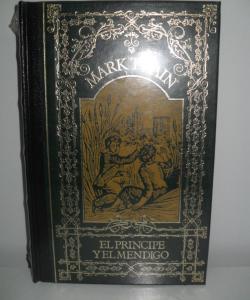 MARK TWAIN
EL PRINCIPE
Y EL MENDIGO